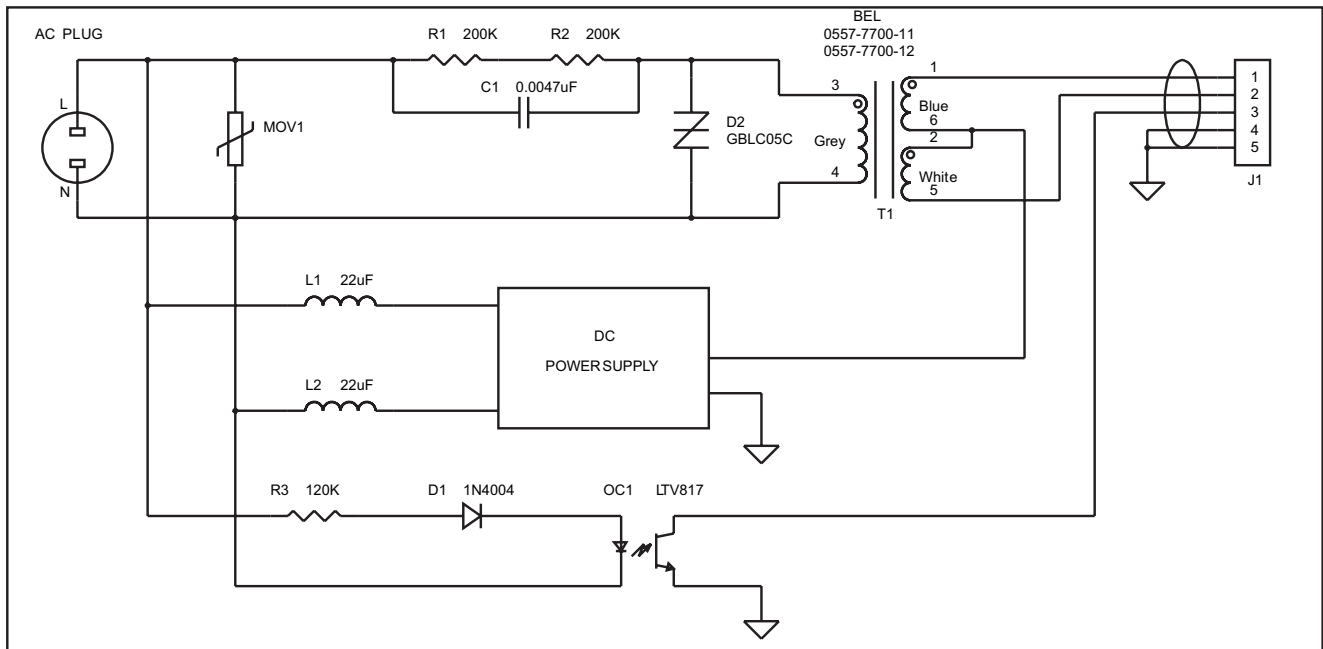 BEL
0557-7700-11
0557-7700-12
AC PLUG
R1 200K
R2 200K
C1 0.0047uF
L
N
MOV1
D2
GBLC05C
3
4
Grey
1
Blue
6
2
White
5
T1
1
2
3
4
5
J1
L1 22uF
L2 22uF
DC
POWER SUPPLY
R3 120K
D1 1N4004
OC1 LTV817